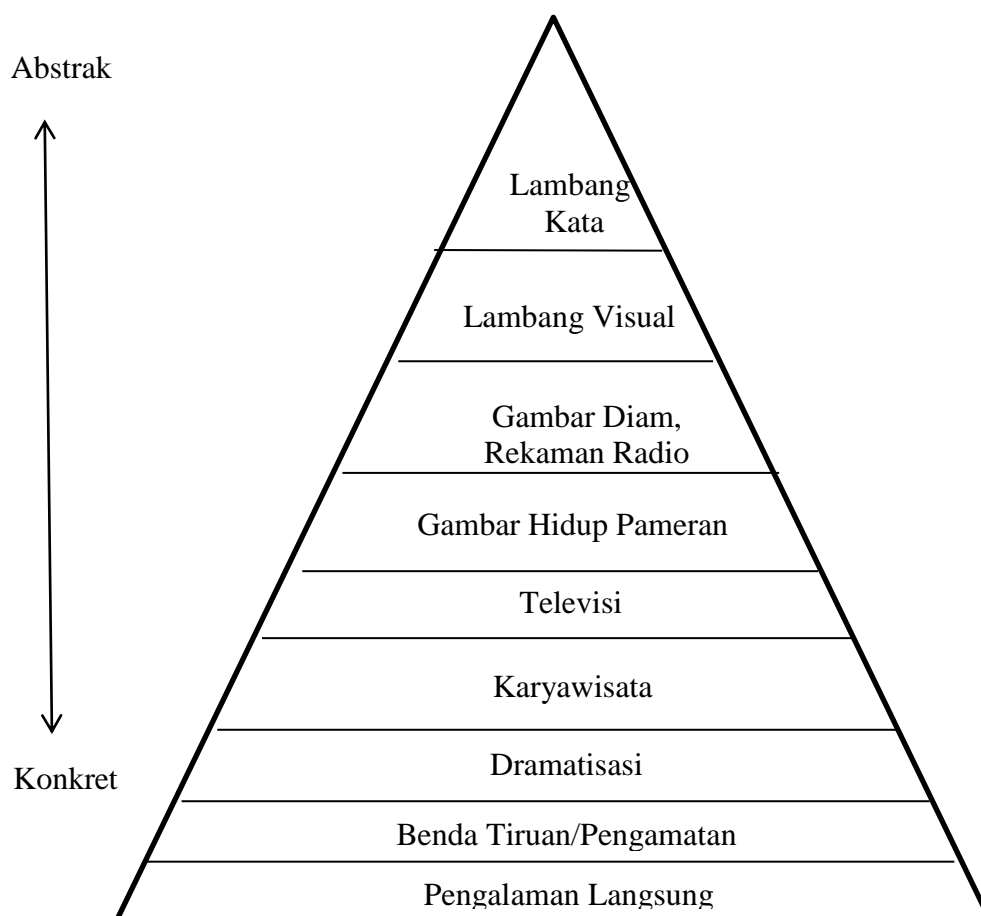 Abstrak
Lambang
Kata
Lambang Visual
Gambar Diam,
Rekaman Radio
Gambar Hidup Pameran
Televisi
Karyawisata
Dramatisasi
Konkret
Benda Tiruan/Pengamatan
Pengalaman Langsung